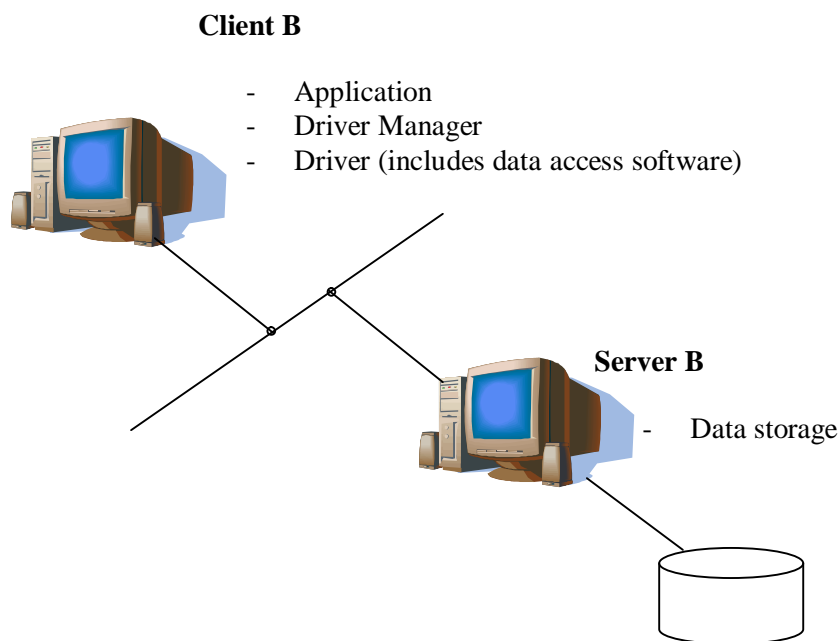 Client B
- Application
- Driver Manager
- Driver (includes data access software)
Server B
- Data storage